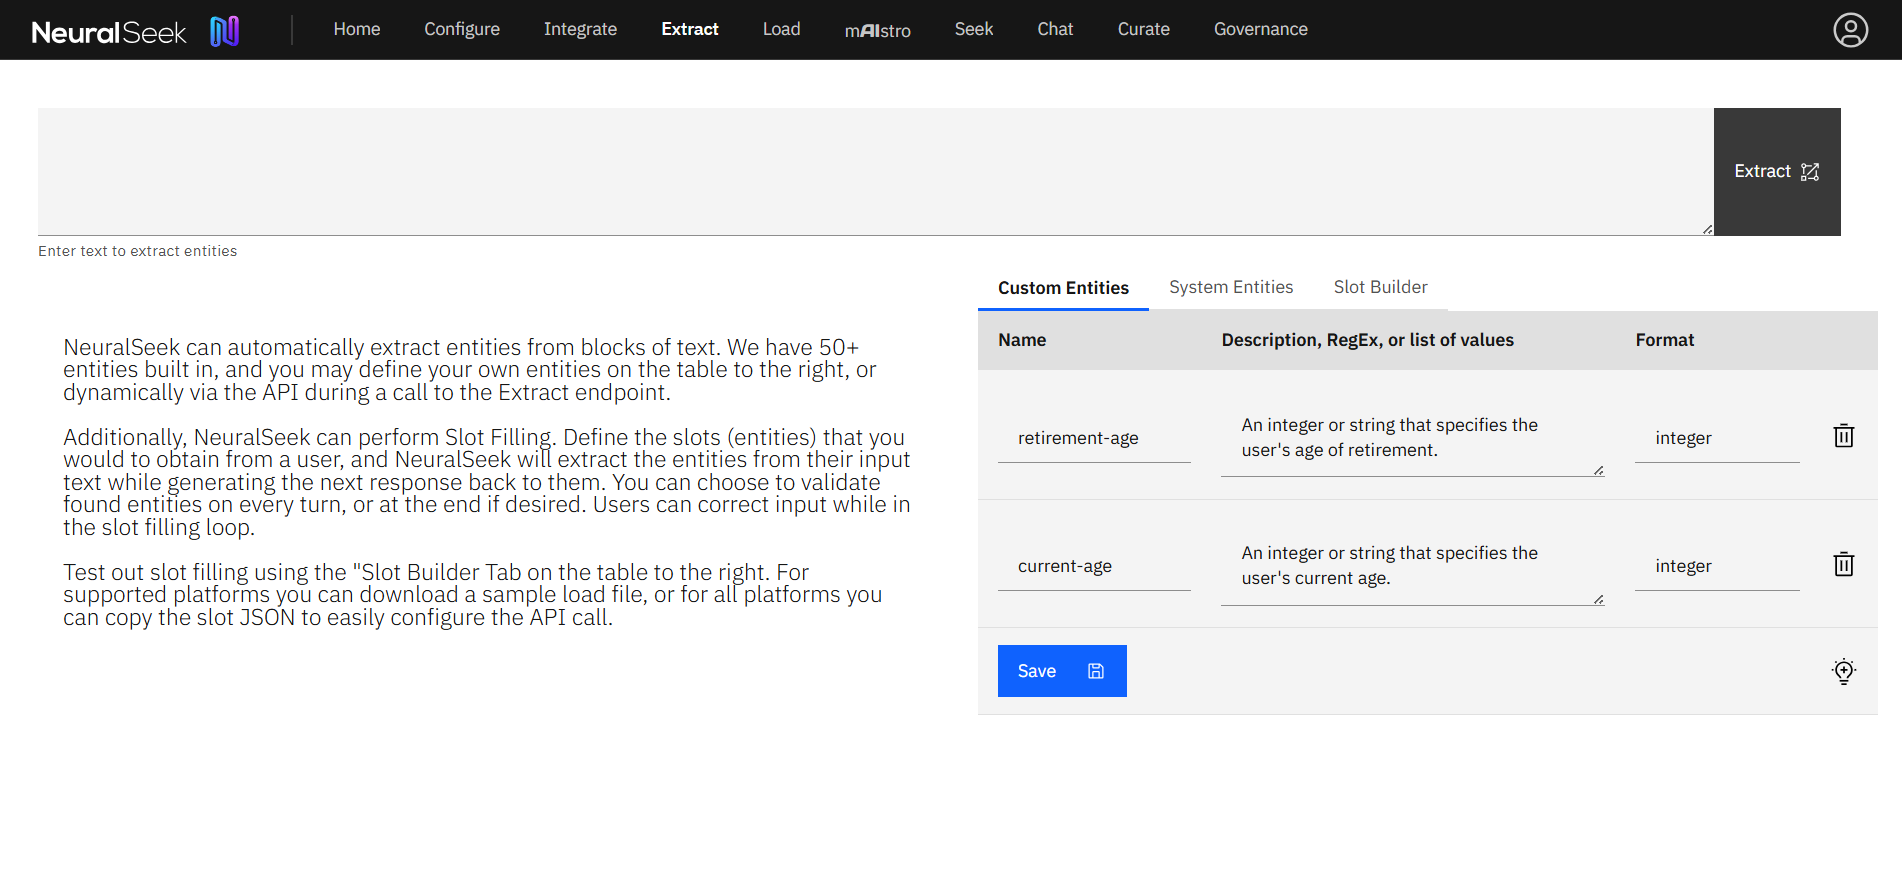 NeuralSeek
Home Configure Integrate Extract Load mAIstro Seek Chat Curate Governance
Extract
Enter text to extract entities
Custom Entities System Entities Slot Builder
Name Description, RegEx, or list of values Format
NeuralSeek can automatically extract entities from blocks of text. We have 50+
entities built in, and you may define your own entities on the table to the right, or
dynamically via the API during a call to the Extract endpoint.
Additionally, NeuralSeek can perform Slot Filling. Define the slots (entities) that you
would to obtain from a user, and NeuralSeek will extract the entities from their input
text while generating the next response back to them. You can choose to validate
found entities on every turn, or at the end if desired. Users can correct input while in
the slot filling loop.
Test out slot filling using the "Slot Builder Tab on the table to the right. For
supported platforms you can download a sample load file, or for all platforms you
can copy the slot JSON to easily configure the API call.
retirement-age
An integer or string that specifies the
user's age of retirement.
integer
current-age
An integer or string that specifies the
user's current age.
integer
Save